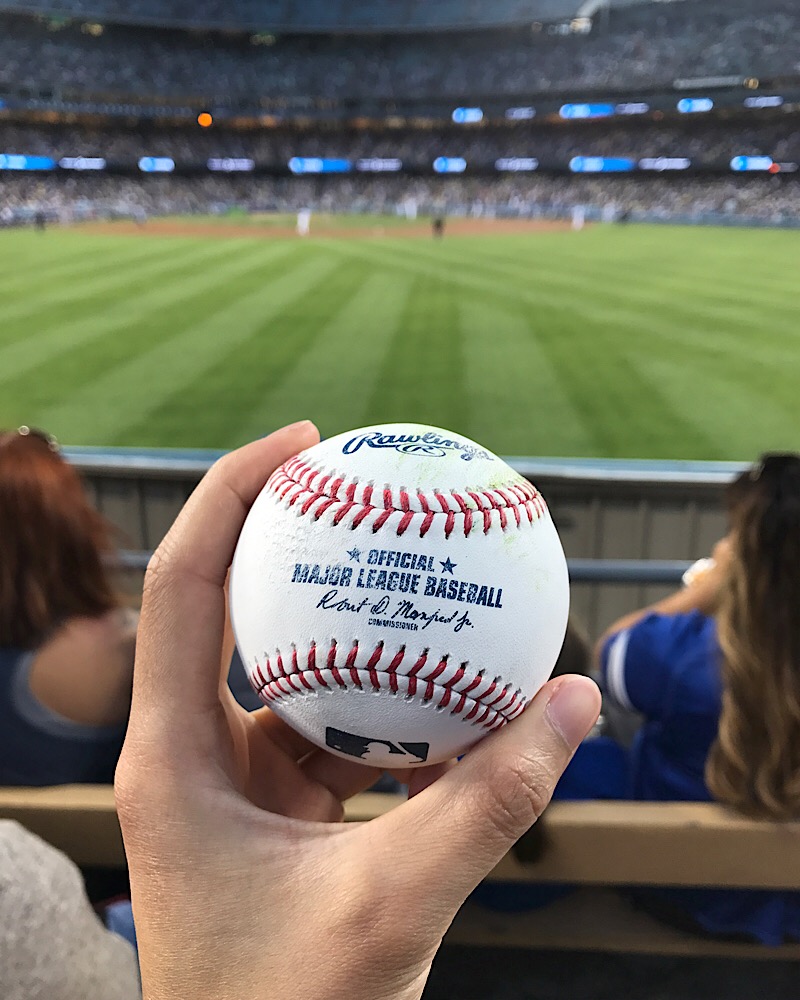 Rawlings
R
OFFICIAL
MAJOR LEAGUE BASEBALL
Robert D. Manfred Jr.
COMMISSIONER